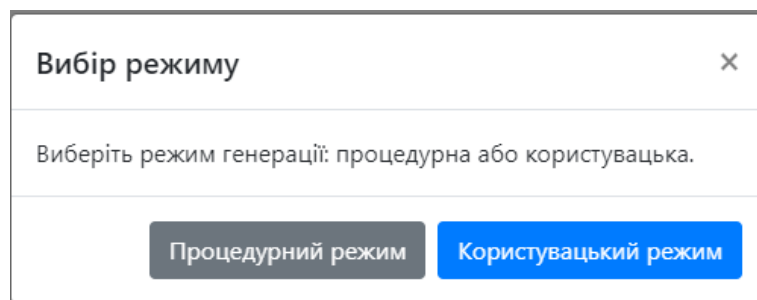 Вибір режиму
×
Виберіть режим генерації: процедурна або користувацька.
Процедурний режим
Користувацький режим